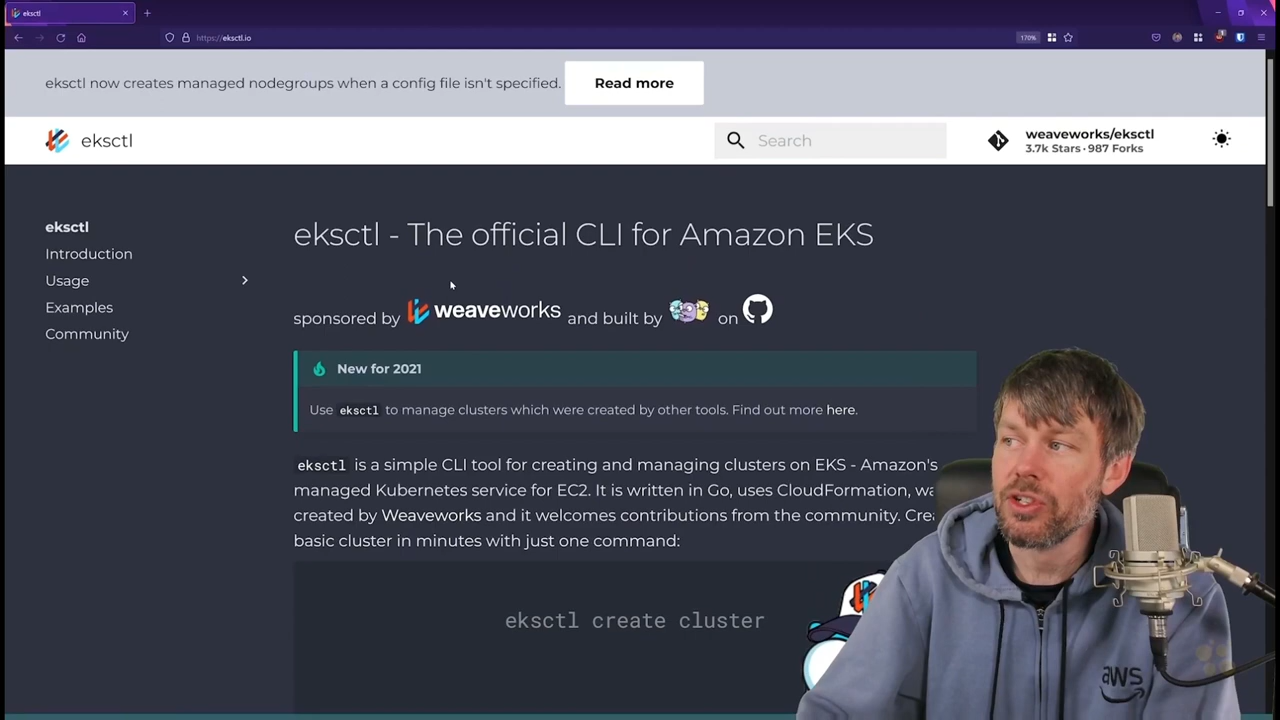 eksctl
https://eksctl.io
170%
eksctl now creates managed nodegroups when a config file isn't specified.
Read more
eksctl
Search
weaveworks/eksctl
3.7k Stars · 987 Forks
eksctl
Introduction
Usage
Examples
Community
eksctl - The official CLI for Amazon EKS
sponsored by weaveworks and built by on
New for 2021
Use eksctl to manage clusters which were created by other tools. Find out more here.
eksctl is a simple CLI tool for creating and managing clusters on EKS - Amazon's
managed Kubernetes service for EC2. It is written in Go, uses CloudFormation, wa
created by Weaveworks and it welcomes contributions from the community. Cre
basic cluster in minutes with just one command:
eksctl create cluster
aws